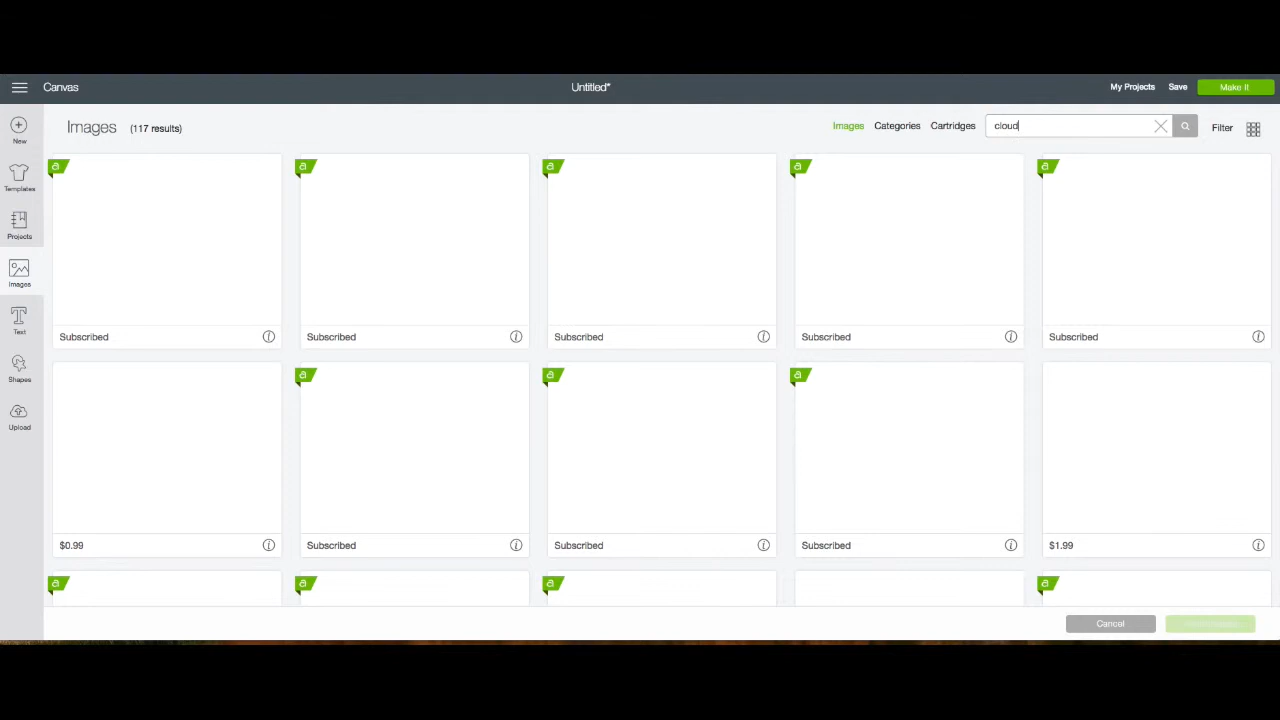 Canvas
Untitled*
My Projects
Save
Make It
New
Templates
Projects
Images
Text
Shapes
Upload
Images (117 results)
Images
Categories
Cartridges
cloud
Filter
Subscribed
Subscribed
Subscribed
Subscribed
Subscribed
$0.99
Subscribed
Subscribed
Subscribed
$1.99
Cancel